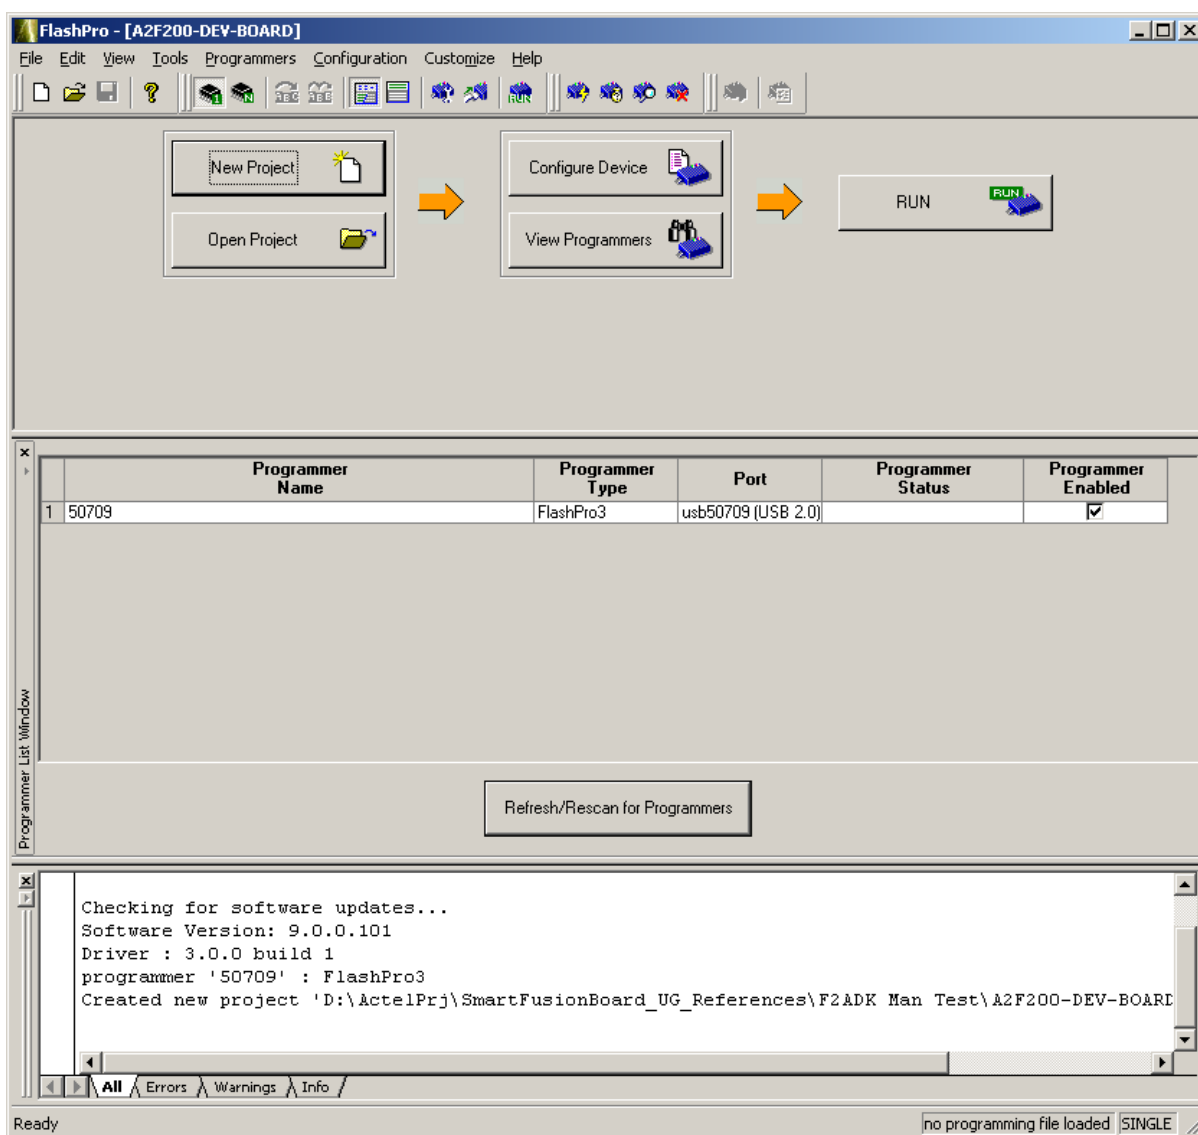 FlashPro - [A2F200-DEV-BOARD]
File Edit View Tools Programmers Configuration Customize Help
New Project
Configure Device
RUN
RUN
Open Project
View Programmers
Programmer Name
Programmer Type
Port
Programmer Status
Programmer Enabled
1 50709 FlashPro3 usb50709 (USB 2.0)
Programmer List Window
Refresh/Rescan for Programmers
Checking for software updates...
Software Version: 9.0.0.101
Driver : 3.0.0 build 1
programmer '50709' : FlashPro3
Created new project 'D:\ActelPrj\SmartFusionBoard_UG_References\F2ADK Man Test\A2F200-DEV-BOARD
All Errors Warnings Info
Ready
no programming file loaded SINGLE